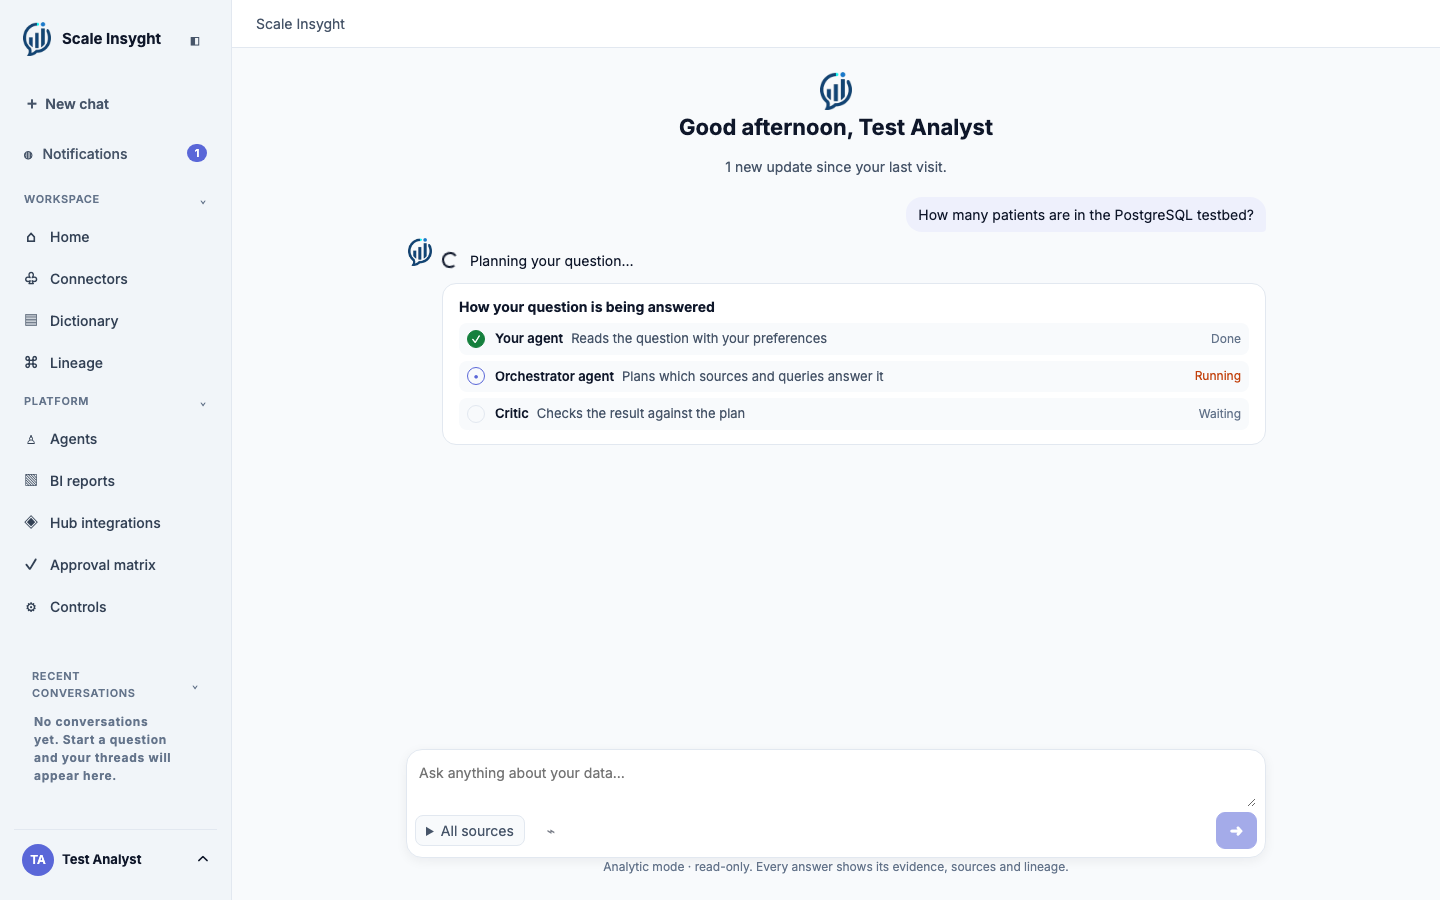 Scale Insyght
New chat
Notifications 1
WORKSPACE
Home
Connectors
Dictionary
Lineage
PLATFORM
Agents
BI reports
Hub integrations
Approval matrix
Controls
RECENT
CONVERSATIONS
No conversations
yet. Start a question
and your threads will
appear here.
TA Test Analyst
Scale Insyght
Good afternoon, Test Analyst
1 new update since your last visit.
How many patients are in the PostgreSQL testbed?
Planning your question...
How your question is being answered
Your agent Reads the question with your preferences Done
Orchestrator agent Plans which sources and queries answer it Running
Critic Checks the result against the plan Waiting
Ask anything about your data...
All sources
Analytic mode · read-only. Every answer shows its evidence, sources and lineage.